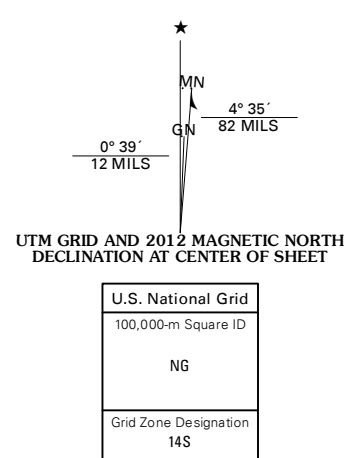 ★
MN
4° 35´
82 MILS
GN
0° 39´
12 MILS
UTM GRID AND 2012 MAGNETIC NORTH
DECLINATION AT CENTER OF SHEET
U.S. National Grid
100,000-m Square ID
NG
Grid Zone Designation
14S